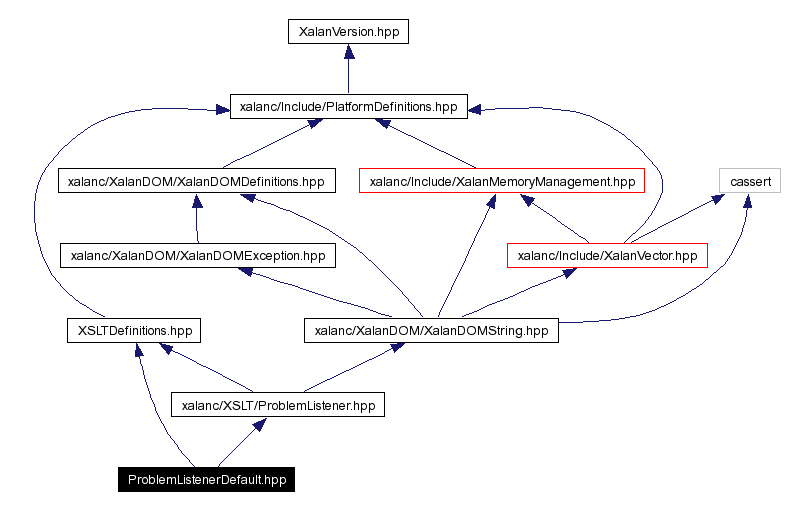 XalanVersion.hpp
xalanc/Include/PlatformDefinitions.hpp
xalanc/XalanDOM/XalanDOMDefinitions.hpp
xalanc/Include/XalanMemoryManagement.hpp
cassert
xalanc/XalanDOM/XalanDOMException.hpp
xalanc/Include/XalanVector.hpp
XSLTDefinitions.hpp
xalanc/XalanDOM/XalanDOMString.hpp
xalanc/XSLT/ProblemListener.hpp
ProblemListenerDefault.hpp